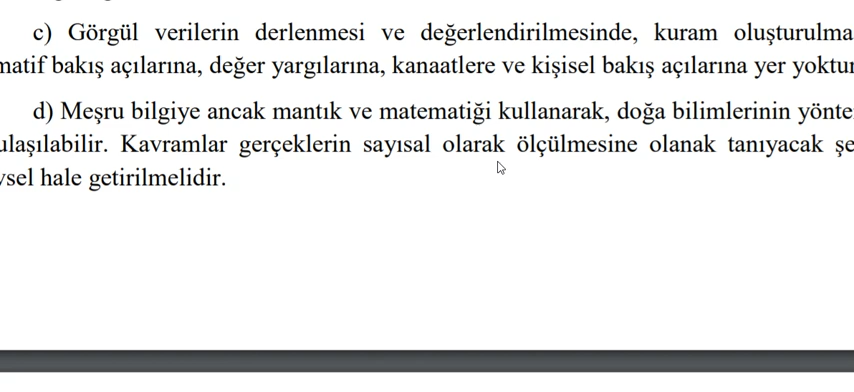 c) Görgül verilerin derlenmesi ve değerlendirilmesinde, kuram oluşturulma
matif bakış açılarına, değer yargılarına, kanaatlere ve kişisel bakış açılarına yer yoktur
d) Meşru bilgiye ancak mantık ve matematiği kullanarak, doğa bilimlerinin yönte
ulaşılabilir. Kavramlar gerçeklerin sayısal olarak ölçülmesine olanak tanıyacak şe
ysel hale getirilmelidir.